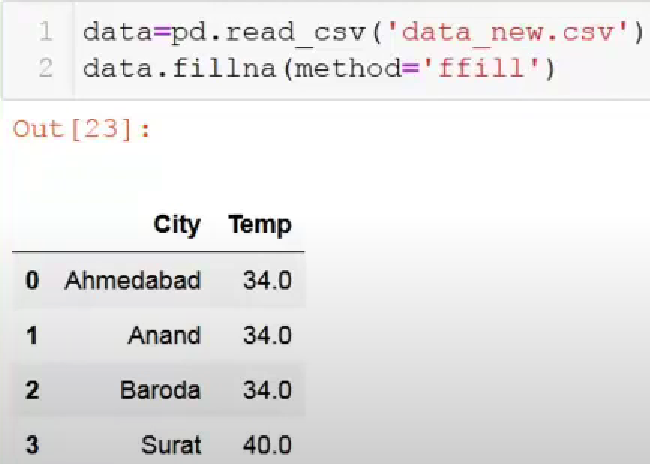 1 data=pd.read_csv('data_new.csv')
2 data.fillna(method='ffill')
Out[23]:
City Temp
0 Ahmedabad 34.0
1 Anand 34.0
2 Baroda 34.0
3 Surat 40.0